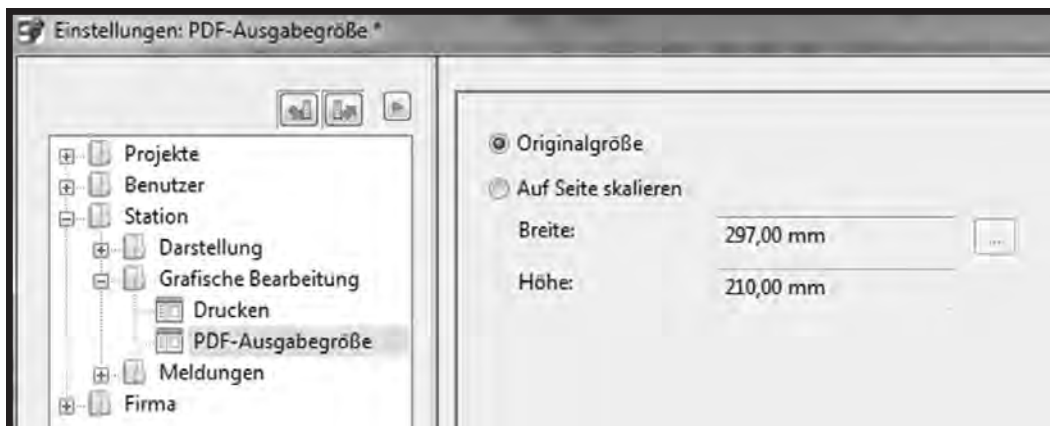 Einstellungen: PDF-Ausgabegröße *
Projekte
Benutzer
Station
Darstellung
Grafische Bearbeitung
Drucken
PDF-Ausgabegröße
Meldungen
Firma
Originalgröße
Auf Seite skalieren
Breite: 297,00 mm ...
Höhe: 210,00 mm